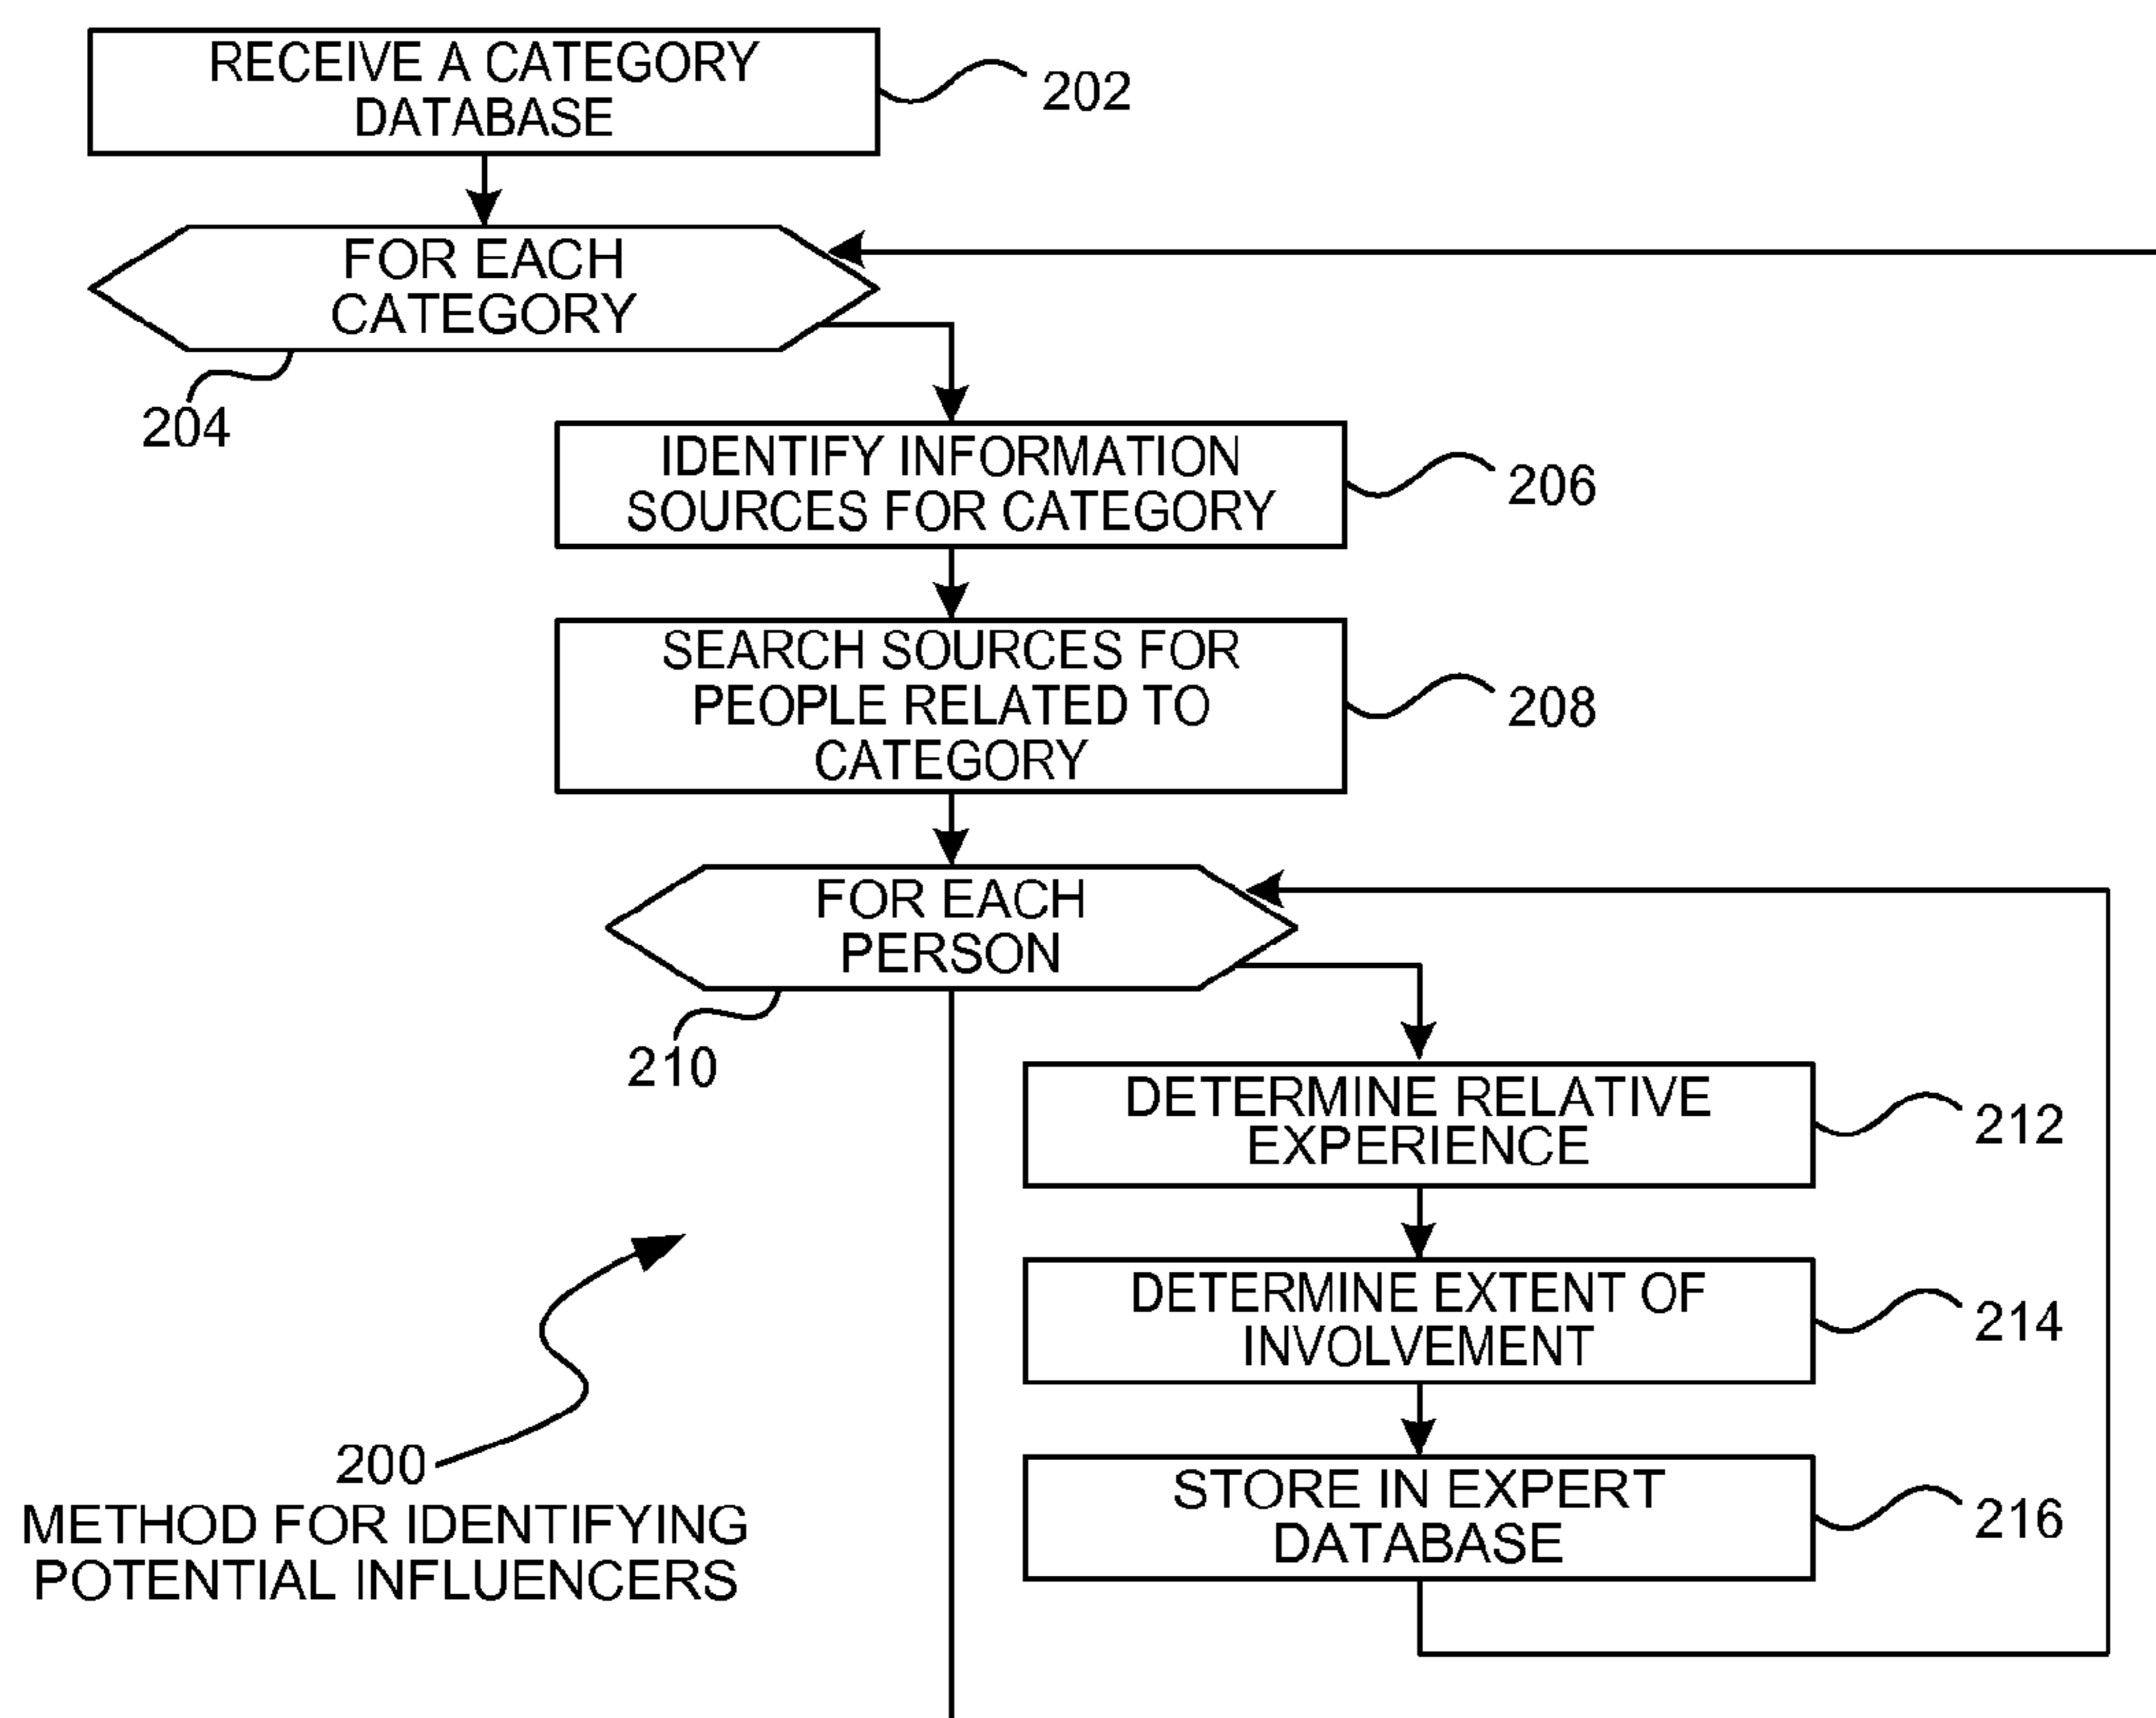 RECEIVE A CATEGORY
DATABASE
202
FOR EACH
CATEGORY
204
IDENTIFY INFORMATION
SOURCES FOR CATEGORY
206
SEARCH SOURCES FOR
PEOPLE RELATED TO
CATEGORY
208
FOR EACH
PERSON
210
DETERMINE RELATIVE
EXPERIENCE
212
DETERMINE EXTENT OF
INVOLVEMENT
214
STORE IN EXPERT
DATABASE
216
200
METHOD FOR IDENTIFYING
POTENTIAL INFLUENCERS